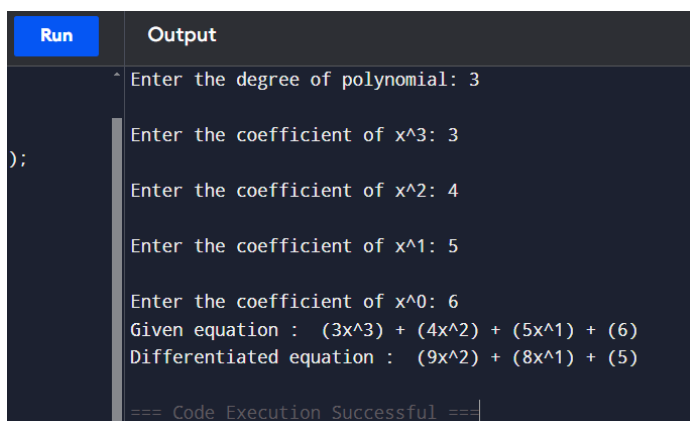 Run Output
Enter the degree of polynomial: 3
Enter the coefficient of x^3: 3
);
Enter the coefficient of x^2: 4
Enter the coefficient of x^1: 5
Enter the coefficient of x^0: 6
Given equation :  (3x^3) + (4x^2) + (5x^1) + (6)
Differentiated equation :  (9x^2) + (8x^1) + (5)
=== Code Execution Successful ===